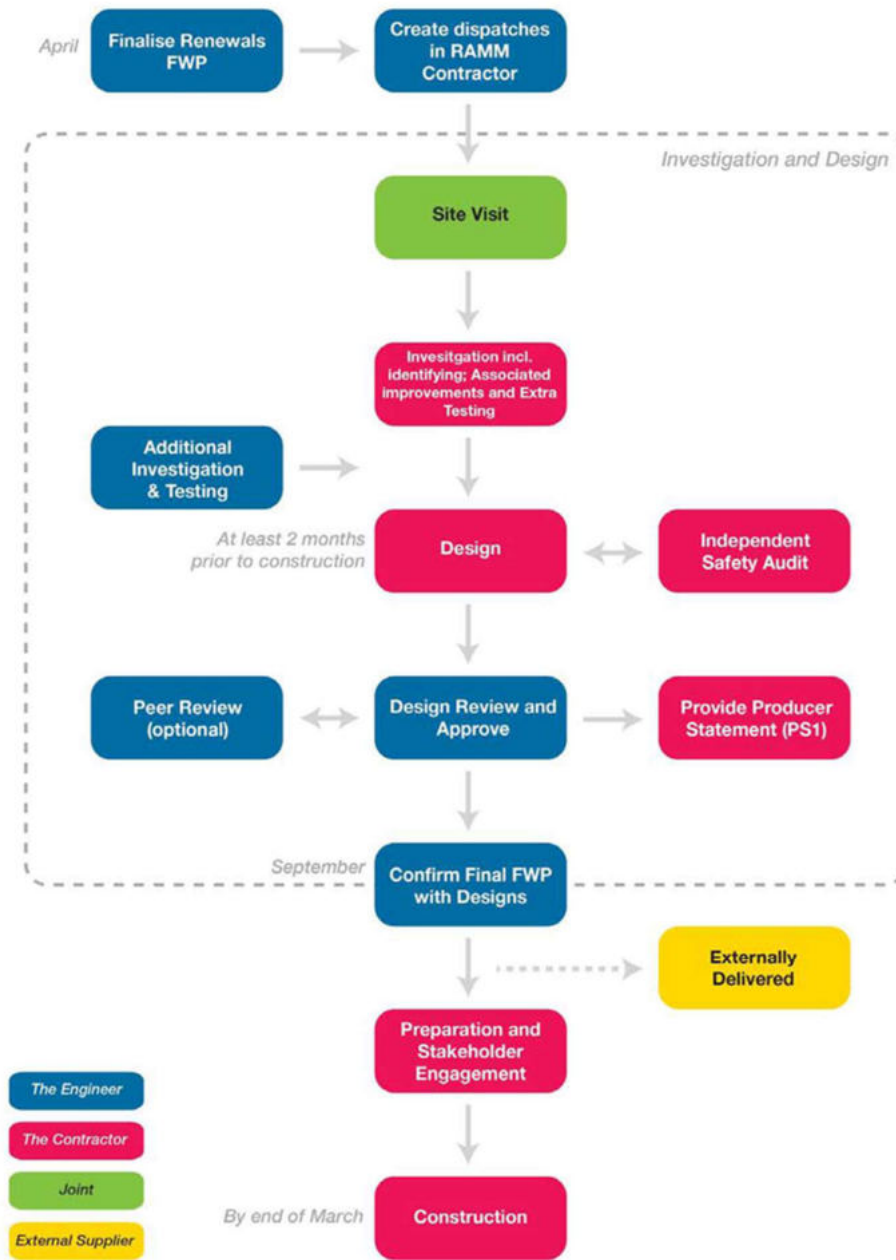 April
Finalise Renewals
FWP
Create dispatches
in RAMM
Contractor
Investigation and Design
Site Visit
Invesitgation incl.
identifying; Associated
improvements and Extra
Testing
Additional
Investigation
& Testing
At least 2 months
prior to construction
Design
Independent
Safety Audit
Peer Review
(optional)
Design Review and
Approve
Provide Producer
Statement (PS1)
September
Confirm Final FWP
with Designs
Externally
Delivered
Preparation and
Stakeholder
Engagement
The Engineer
The Contractor
Joint
External Supplier
By end of March
Construction